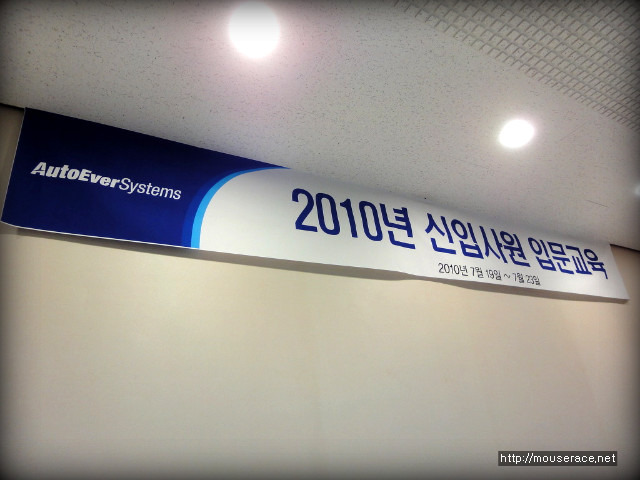 AutoEverSystems
2010년 신입사원 입문교육
2010년 7월 19일 ~ 7월 23일
http://mouserace.net